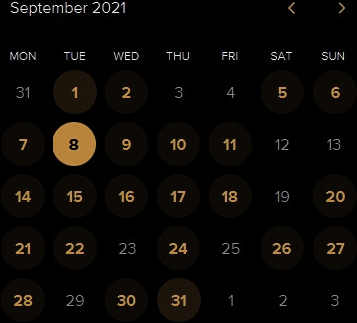 September 2021
MON TUE WED THU FRI SAT SUN
31 1 2 3 4 5 6
7 8 9 10 11 12 13
14 15 16 17 18 19 20
21 22 23 24 25 26 27
28 29 30 31 1 2 3